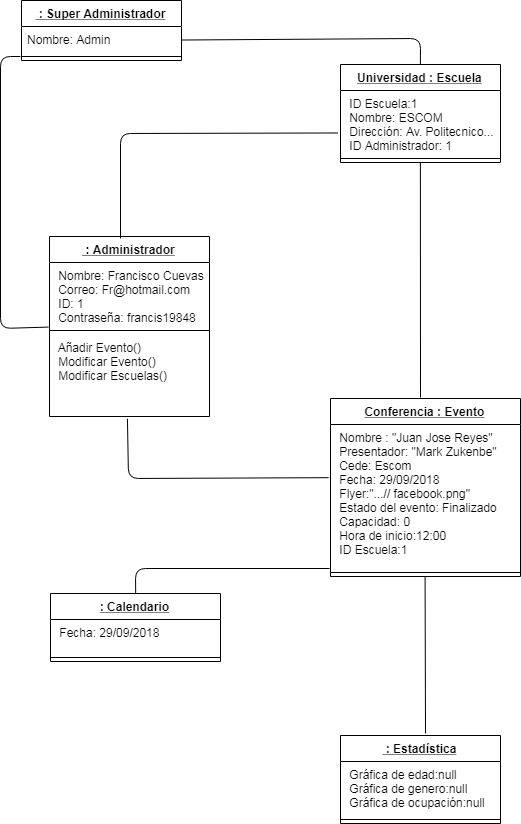 : Super Administrador
Nombre: Admin
Universidad : Escuela
ID Escuela:1
Nombre: ESCOM
Dirección: Av. Politecnico...
ID Administrador: 1
: Administrador
Nombre: Francisco Cuevas
Correo: Fr@hotmail.com
ID: 1
Contraseña: francis19848
Añadir Evento()
Modificar Evento()
Modificar Escuelas()
Conferencia : Evento
Nombre : "Juan Jose Reyes"
Presentador: "Mark Zukenbe"
Cede: Escom
Fecha: 29/09/2018
Flyer:"...// facebook.png"
Estado del evento: Finalizado
Capacidad: 0
Hora de inicio:12:00
ID Escuela:1
: Calendario
Fecha: 29/09/2018
: Estadística
Gráfica de edad:null
Gráfica de genero:null
Gráfica de ocupación:null